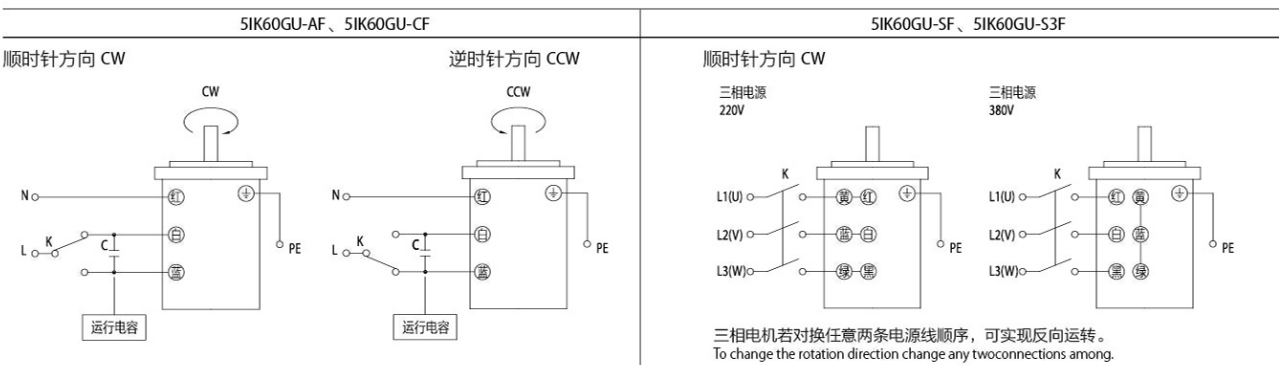 5IK60GU-AF、5IK60GU-CF
5IK60GU-SF、5IK60GU-S3F
顺时针方向 CW
逆时针方向 CCW
顺时针方向 CW
CW
CCW
三相电源
220V
三相电源
380V
N
红
白
蓝
L
K
C
PE
运行电容
N
红
白
蓝
L
K
C
PE
运行电容
K
L1(U)
黄
红
L2(V)
蓝
白
L3(W)
绿
黑
PE
K
L1(U)
红
黄
L2(V)
白
蓝
L3(W)
黑
绿
PE
三相电机若对换任意两条电源线顺序，可实现反向运转。
To change the rotation direction change any twoconnections among.